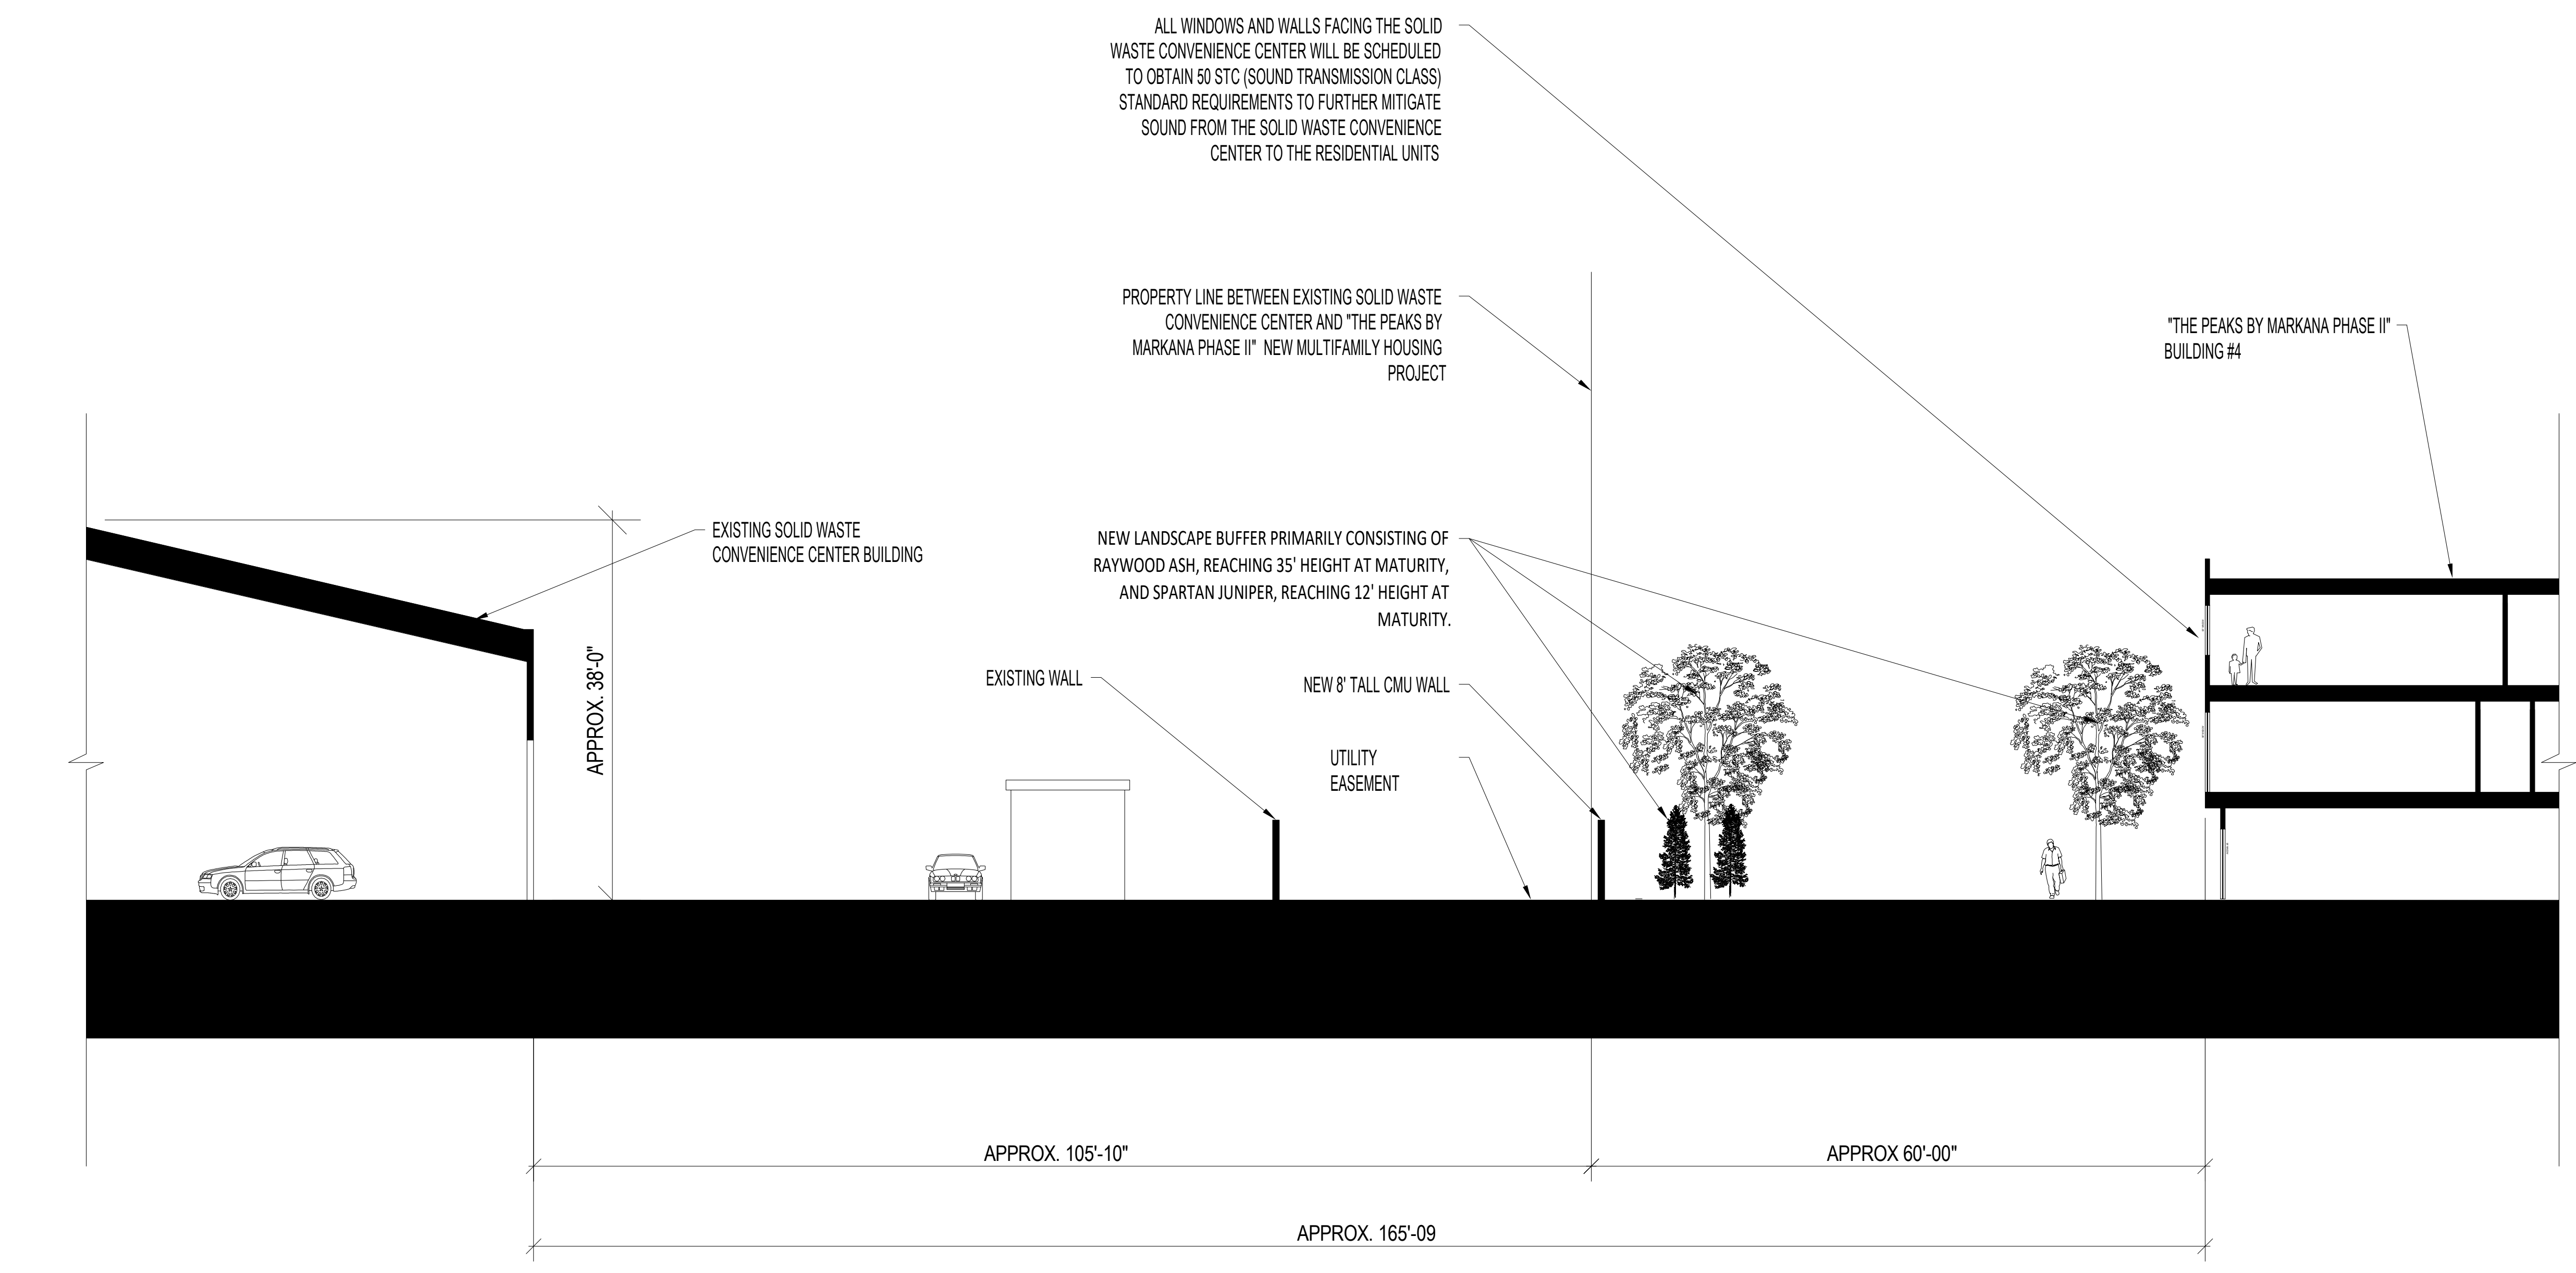 ALL WINDOWS AND WALLS FACING THE SOLID
WASTE CONVENIENCE CENTER WILL BE SCHEDULED
TO OBTAIN 50 STC (SOUND TRANSMISSION CLASS)
STANDARD REQUIREMENTS TO FURTHER MITIGATE
SOUND FROM THE SOLID WASTE CONVENIENCE
CENTER TO THE RESIDENTIAL UNITS
PROPERTY LINE BETWEEN EXISTING SOLID WASTE
CONVENIENCE CENTER AND "THE PEAKS BY
MARKANA PHASE II" NEW MULTIFAMILY HOUSING
PROJECT
"THE PEAKS BY MARKANA PHASE II"
BUILDING #4
EXISTING SOLID WASTE
CONVENIENCE CENTER BUILDING
NEW LANDSCAPE BUFFER PRIMARILY CONSISTING OF
RAYWOOD ASH, REACHING 35' HEIGHT AT MATURITY,
AND SPARTAN JUNIPER, REACHING 12' HEIGHT AT
MATURITY.
APPROX. 38'-0"
EXISTING WALL
NEW 8' TALL CMU WALL
UTILITY
EASEMENT
APPROX. 105'-10"
APPROX 60'-00"
APPROX. 165'-09